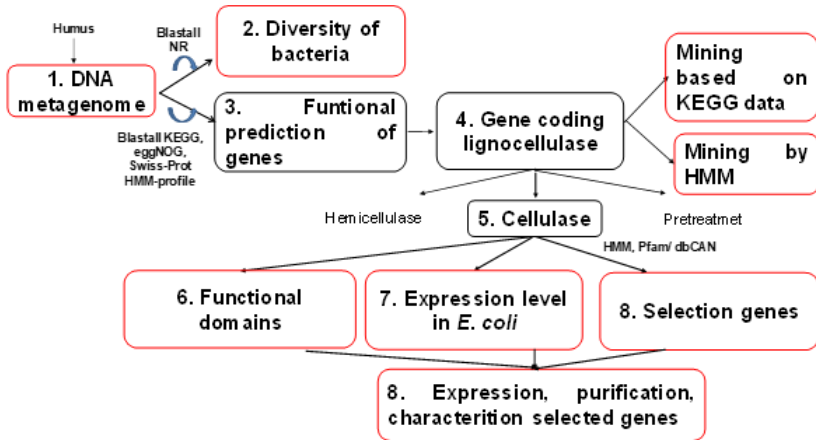 Humus
Blastall
NR
2. Diversity of
bacteria
1. DNA
metagenome
Mining
based on
KEGG data
3. Funtional
prediction of
genes
4. Gene coding
lignocellulase
Blastall KEGG,
eggNOG,
Swiss-Prot
HMM-profile
Mining by
HMM
Hemicellulase
5. Cellulase
Pretreatmet
HMM, Pfam/ dbCAN
6. Functional
domains
7. Expression level
in E. coli
8. Selection genes
8. Expression, purification,
characterition selected genes